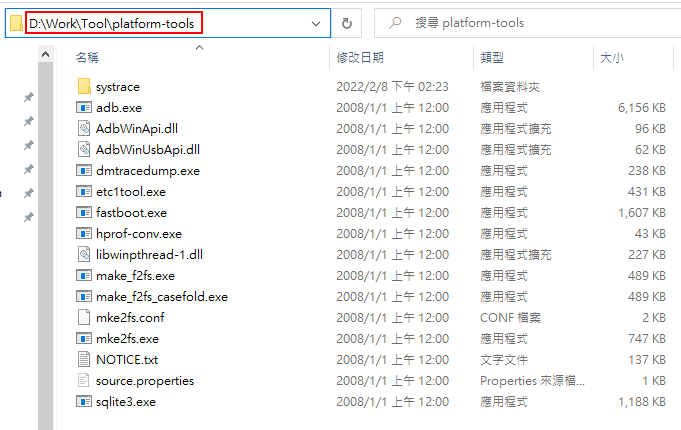 D:\Work\Tool\platform-tools
搜尋 platform-tools
名稱 修改日期 類型 大小
systrace 2022/2/8 下午 02:23 檔案資料夾
adb.exe 2008/1/1 上午 12:00 應用程式 6,156 KB
AdbWinApi.dll 2008/1/1 上午 12:00 應用程式擴充 96 KB
AdbWinUsbApi.dll 2008/1/1 上午 12:00 應用程式擴充 62 KB
dmtracedump.exe 2008/1/1 上午 12:00 應用程式 238 KB
etc1tool.exe 2008/1/1 上午 12:00 應用程式 431 KB
fastboot.exe 2008/1/1 上午 12:00 應用程式 1,607 KB
hprof-conv.exe 2008/1/1 上午 12:00 應用程式 43 KB
libwinpthread-1.dll 2008/1/1 上午 12:00 應用程式擴充 227 KB
make_f2fs.exe 2008/1/1 上午 12:00 應用程式 489 KB
make_f2fs_casefold.exe 2008/1/1 上午 12:00 應用程式 489 KB
mke2fs.conf 2008/1/1 上午 12:00 CONF 檔案 2 KB
mke2fs.exe 2008/1/1 上午 12:00 應用程式 747 KB
NOTICE.txt 2008/1/1 上午 12:00 文字文件 137 KB
source.properties 2008/1/1 上午 12:00 Properties 來源檔... 1 KB
sqlite3.exe 2008/1/1 上午 12:00 應用程式 1,188 KB